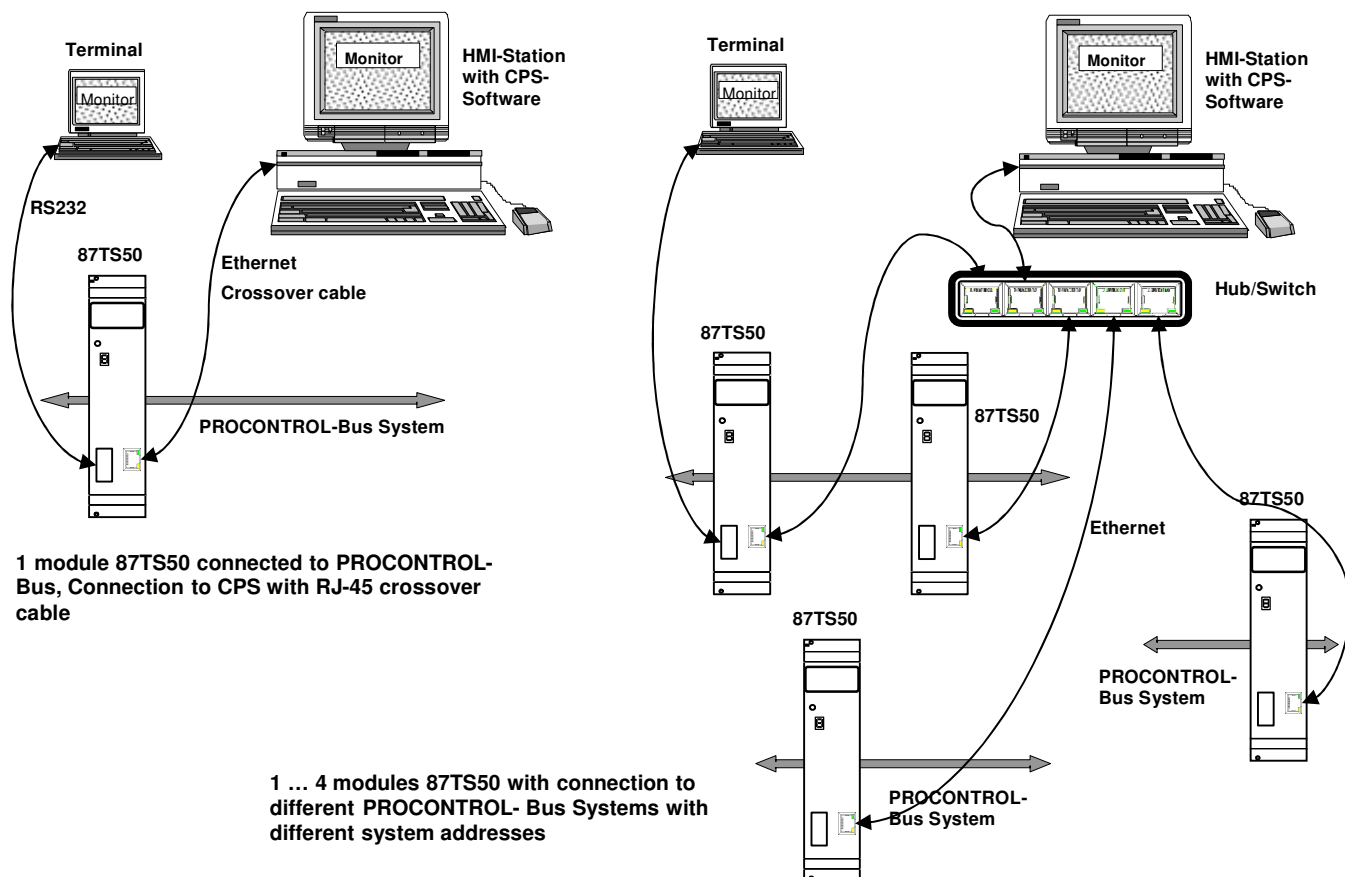 Terminal
Monitor
Monitor
HMI-Station
with CPS-
Software
RS232
87TS50
Ethernet
Crossover cable
PROCONTROL-Bus System
1 module 87TS50 connected to PROCONTROL-
Bus, Connection to CPS with RJ-45 crossover
cable
Terminal
Monitor
Monitor
HMI-Station
with CPS-
Software
Hub/Switch
87TS50
87TS50
Ethernet
87TS50
PROCONTROL-
Bus System
87TS50
PROCONTROL-
Bus System
1 … 4 modules 87TS50 with connection to
different PROCONTROL- Bus Systems with
different system addresses